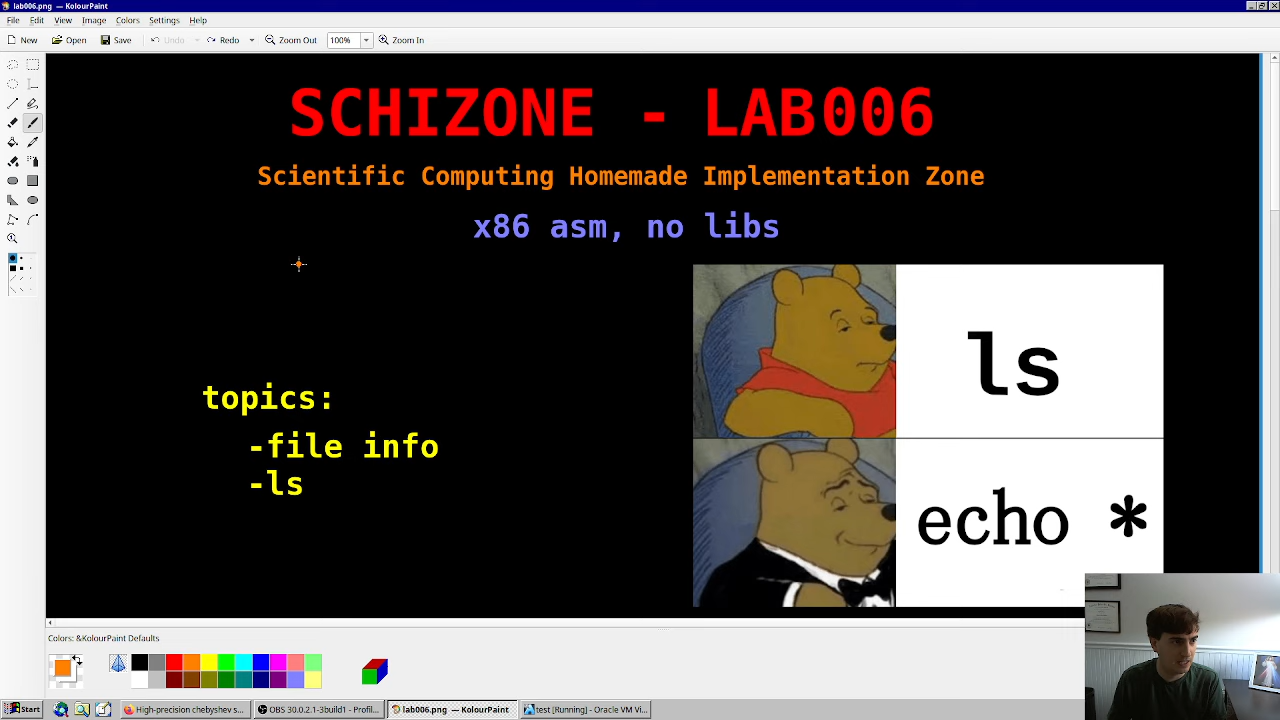 lab006.png — KolourPaint
File Edit View Image Colors Settings Help
New Open Save Undo Redo Zoom Out 100% Zoom In
SCHIZONE - LAB006
Scientific Computing Homemade Implementation Zone
x86 asm, no libs
ls
topics:
-file info
-ls
echo *
Colors: &KolourPaint Defaults
Start High-precision chebyshev s... OBS 30.0.2.1-3build1 - Profil... lab006.png — KolourPaint test [Running] - Oracle VM Vi...